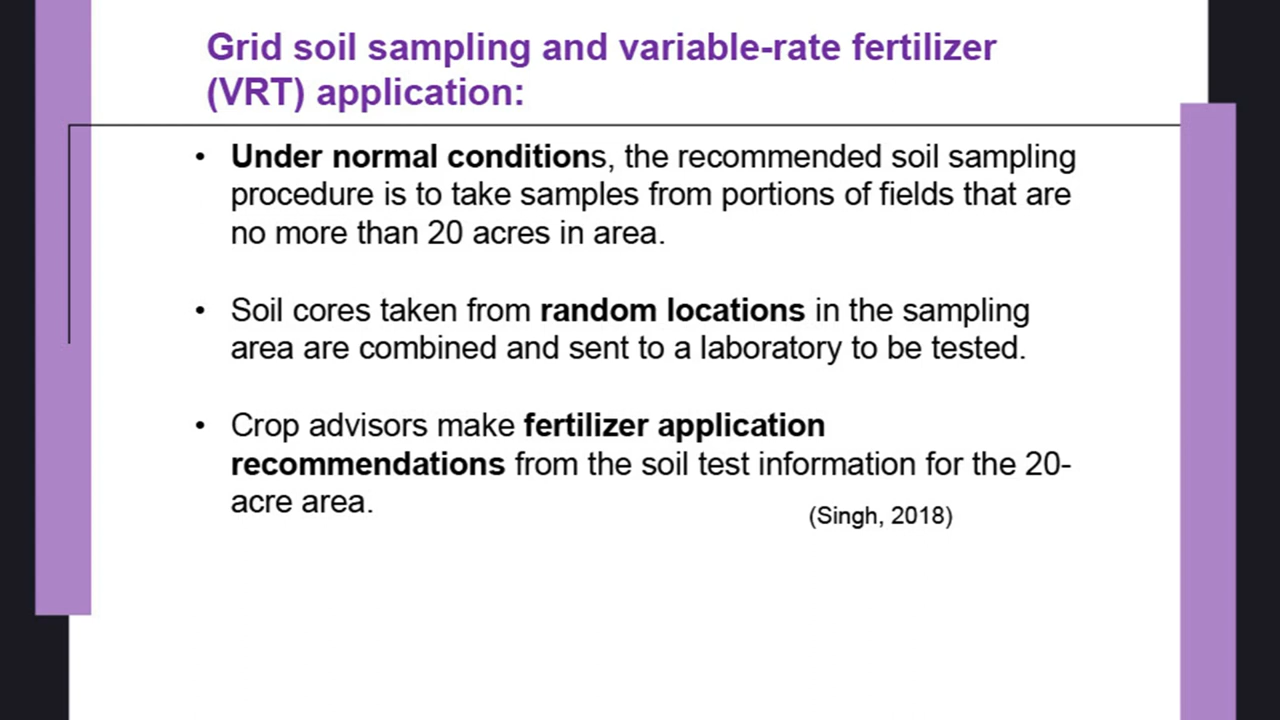 Grid soil sampling and variable-rate fertilizer
(VRT) application:
• Under normal conditions, the recommended soil sampling
procedure is to take samples from portions of fields that are
no more than 20 acres in area.
• Soil cores taken from random locations in the sampling
area are combined and sent to a laboratory to be tested.
• Crop advisors make fertilizer application
recommendations from the soil test information for the 20-
acre area.
(Singh, 2018)